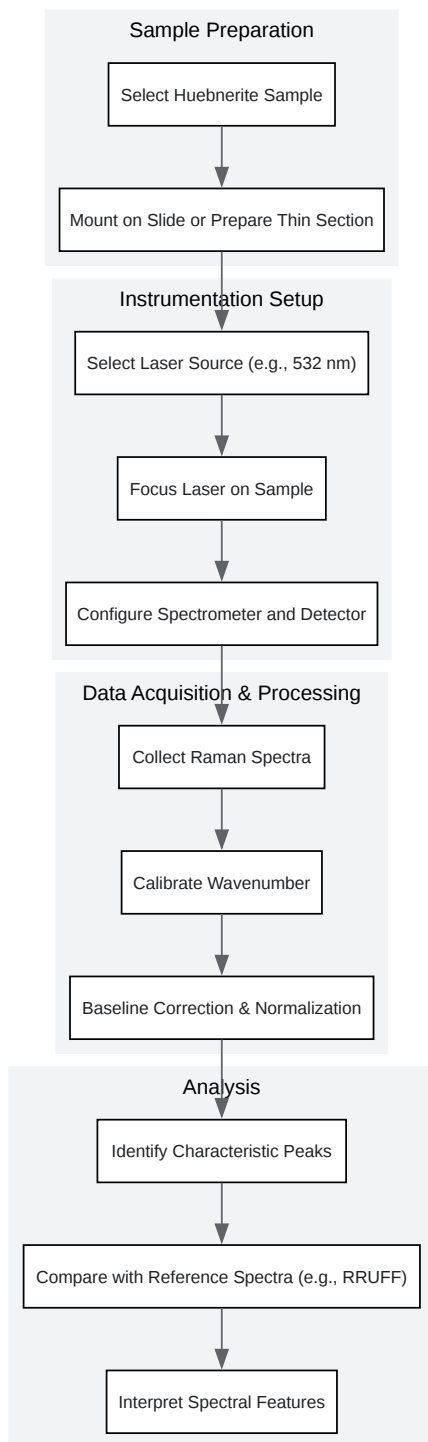 Sample Preparation
Select Huebnerite Sample
Mount on Slide or Prepare Thin Section
Instrumentation Setup
Select Laser Source (e.g., 532 nm)
Focus Laser on Sample
Configure Spectrometer and Detector
Data Acquisition & Processing
Collect Raman Spectra
Calibrate Wavenumber
Baseline Correction & Normalization
Analysis
Identify Characteristic Peaks
Compare with Reference Spectra (e.g., RRUFF)
Interpret Spectral Features